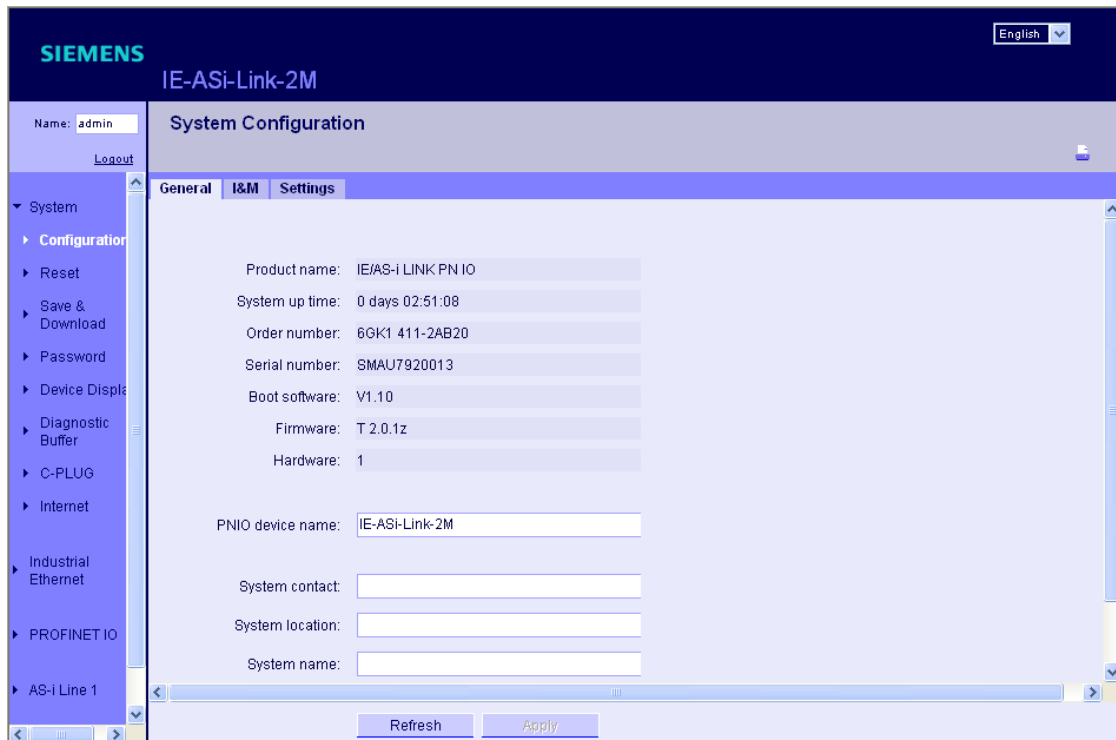 English
SIEMENS
IE-ASi-Link-2M
Name: admin
Logout
System Configuration
General I&M Settings
System
Configuration
Reset
Save &
Download
Password
Device Displa
Diagnostic
Buffer
C-PLUG
Internet
Industrial
Ethernet
PROFINET IO
AS-i Line 1
Product name: IE/AS-i LINK PN IO
System up time: 0 days 02:51:08
Order number: 6GK1 411-2AB20
Serial number: SMAU7920013
Boot software: V1.10
Firmware: T 2.0.1z
Hardware: 1
PNIO device name: IE-ASi-Link-2M
System contact:
System location:
System name:
Refresh Apply